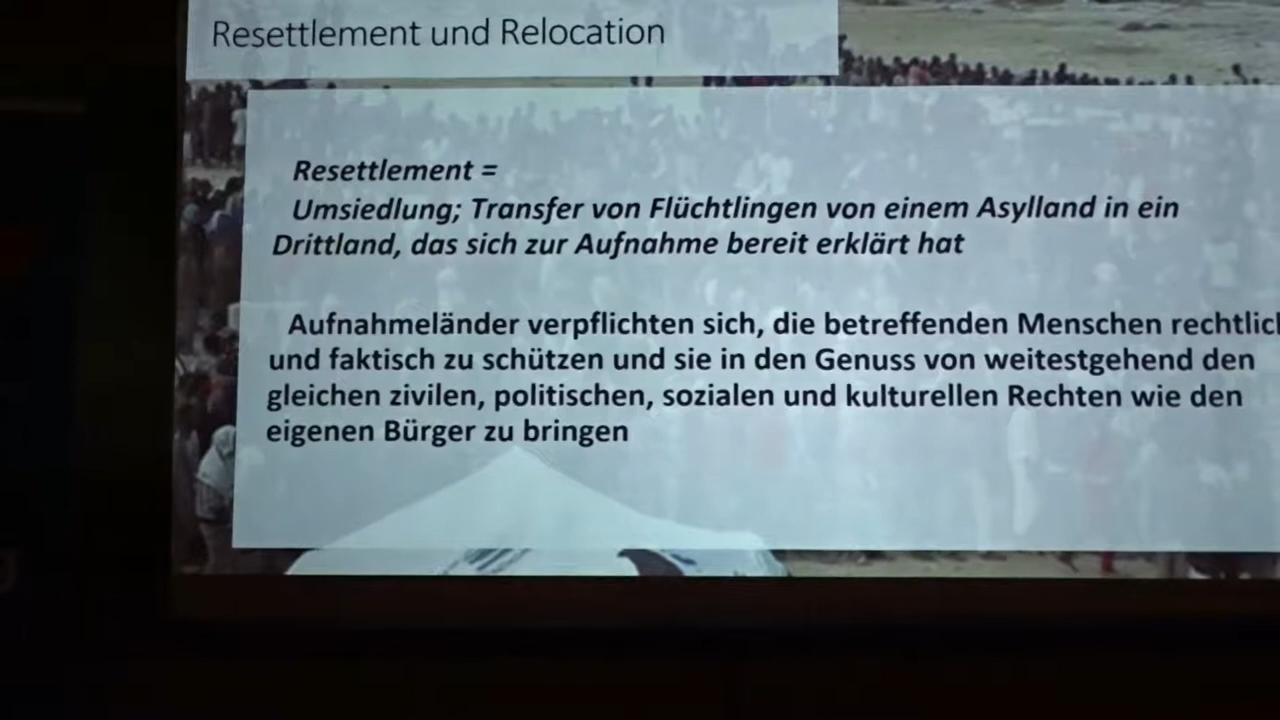 Resettlement und Relocation
Resettlement =
Umsiedlung; Transfer von Flüchtlingen von einem Asylland in ein
Drittland, das sich zur Aufnahme bereit erklärt hat
Aufnahmeländer verpflichten sich, die betreffenden Menschen rechtlich
und faktisch zu schützen und sie in den Genuss von weitestgehend den
gleichen zivilen, politischen, sozialen und kulturellen Rechten wie den
eigenen Bürger zu bringen